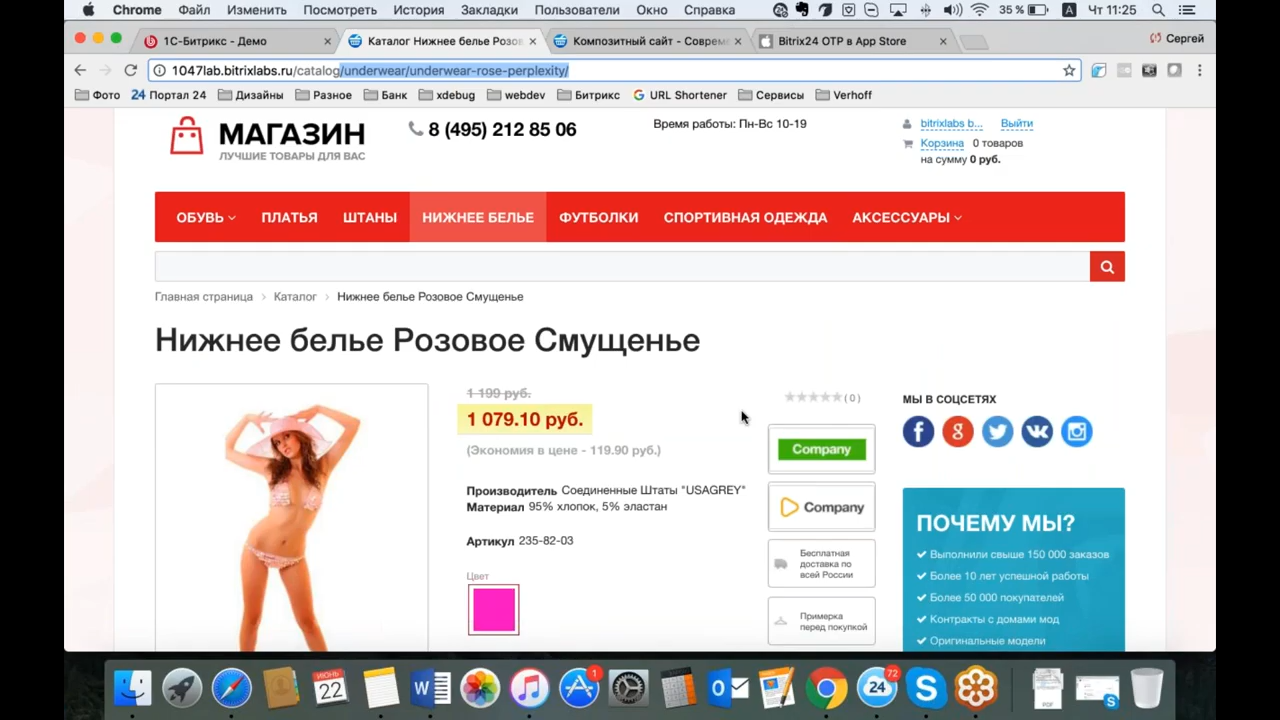 Chrome Файл Изменить Посмотреть История Закладки Пользователи Окно Справка 35 % A Чт 11:25
1С-Битрикс - Демо Каталог Нижнее белье Розов Композитный сайт - Современ Bitrix24 OTP в App Store Сергей
1047lab.bitrixlabs.ru/catalog/underwear/underwear-rose-perplexity/
Фото 24 Портал 24 Дизайны Разное Банк xdebug webdev Битрикс URL Shortener Сервисы Verhoff
МАГАЗИН
ЛУЧШИЕ ТОВАРЫ ДЛЯ ВАС
8 (495) 212 85 06
Время работы: Пн-Вс 10-19
bitrixlabs b... Выйти
Корзина 0 товаров
на сумму 0 руб.
ОБУВЬ ПЛАТЬЯ ШТАНЫ НИЖНЕЕ БЕЛЬЕ ФУТБОЛКИ СПОРТИВНАЯ ОДЕЖДА АКСЕССУАРЫ
Главная страница Каталог Нижнее белье Розовое Смущенье
Нижнее белье Розовое Смущенье
1 199 руб.
1 079.10 руб.
(Экономия в цене - 119.90 руб.)
Производитель Соединенные Штаты "USAGREY"
Материал 95% хлопок, 5% эластан
Артикул 235-82-03
Цвет
(0)
Company
Company
Бесплатная
доставка по
всей России
Примерка
перед покупкой
МЫ В СОЦСЕТЯХ
ПОЧЕМУ МЫ?
Выполнили свыше 150 000 заказов
Более 10 лет успешной работы
Более 50 000 покупателей
Контракты с домами мод
Оригинальные модели
ИЮНЬ
22
1
24
72
PDF